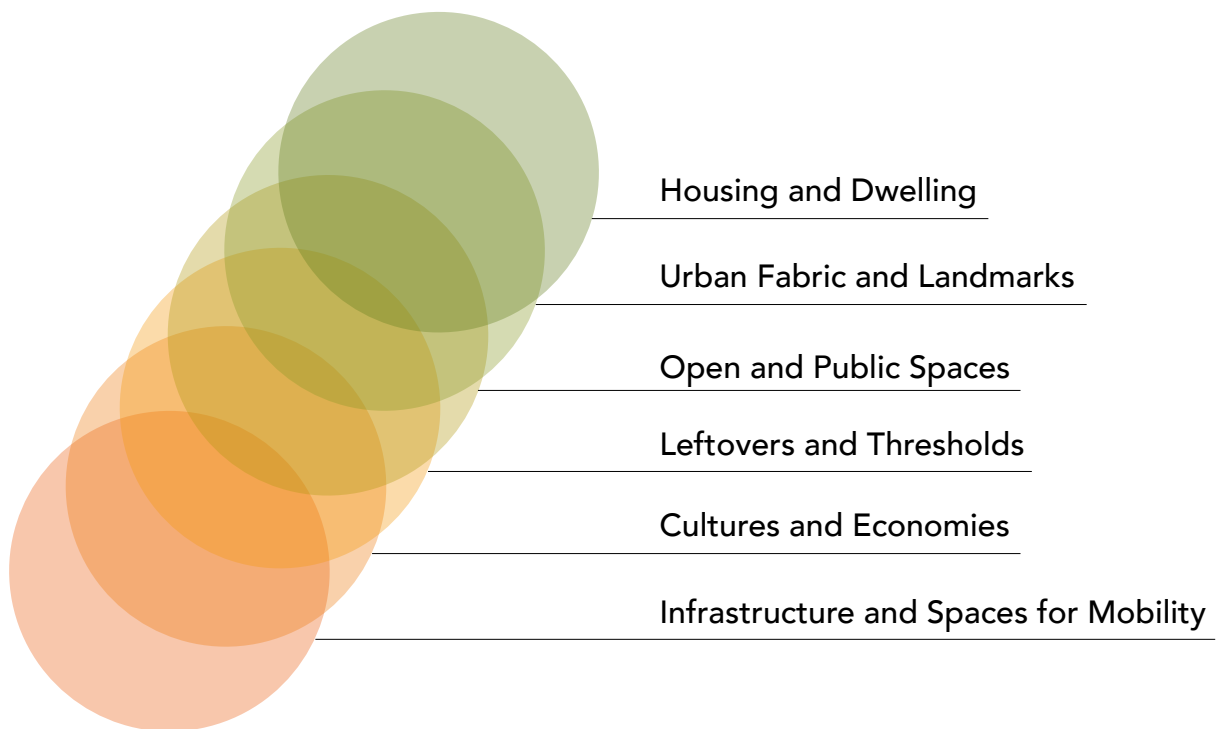 Housing and Dwelling
Urban Fabric and Landmarks
Open and Public Spaces
Leftovers and Thresholds
Cultures and Economies
Infrastructure and Spaces for Mobility